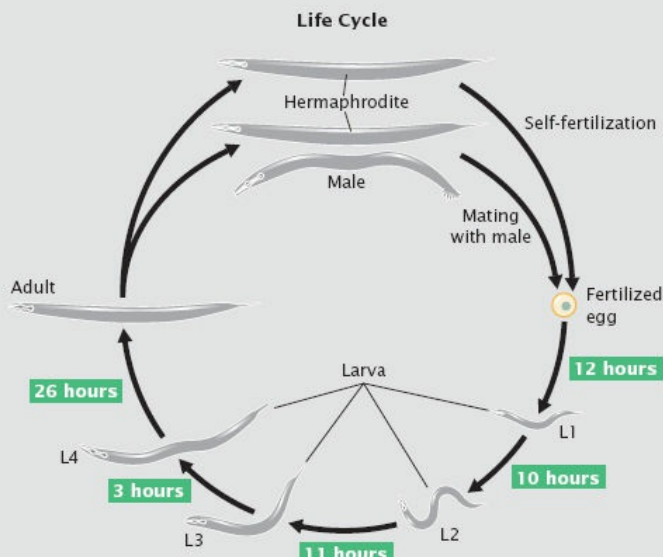 Life Cycle
Hermaphrodite
Self-fertilization
Male
Mating
with male
Adult
Fertilized
egg
12 hours
Larva
26 hours
L1
L4
10 hours
3 hours
L2
L3
11 hours